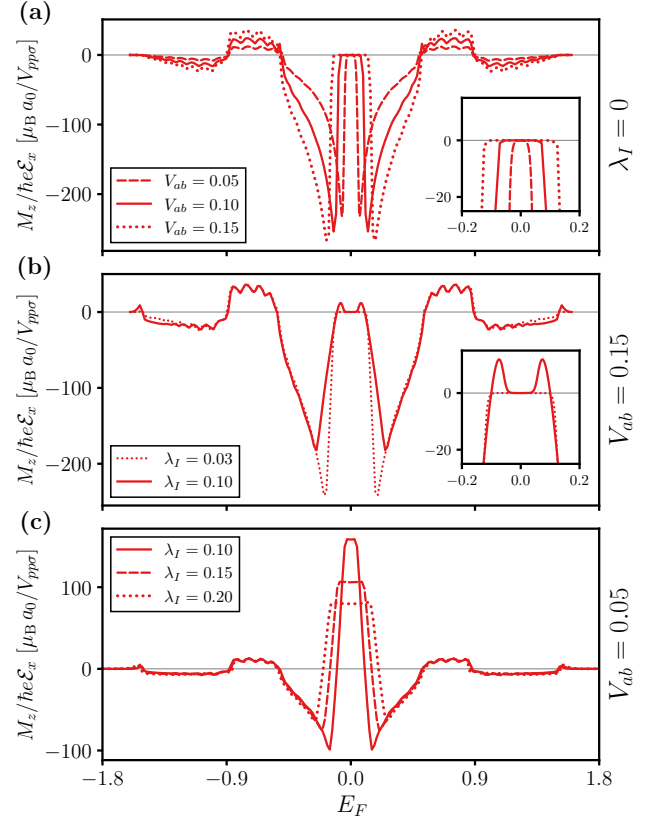 (a)
0
−100
−200
M_z/ħeℰ_x [μ_B a_0/V_ppσ]
V_ab = 0.05
V_ab = 0.10
V_ab = 0.15
0
−20
−0.2 0.0 0.2
λ_I = 0
(b)
0
−100
−200
M_z/ħeℰ_x [μ_B a_0/V_ppσ]
λ_I = 0.03
λ_I = 0.10
0
−20
−0.2 0.0 0.2
V_ab = 0.15
(c)
100
0
−100
M_z/ħeℰ_x [μ_B a_0/V_ppσ]
λ_I = 0.10
λ_I = 0.15
λ_I = 0.20
V_ab = 0.05
−1.8 −0.9 0.0 0.9 1.8
E_F